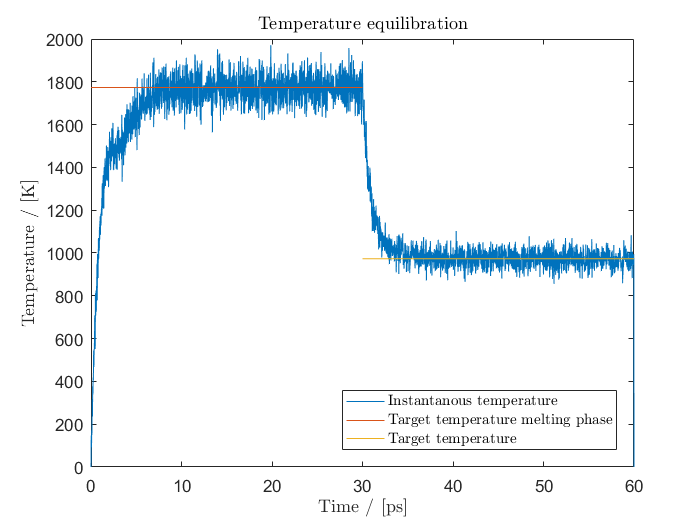 Temperature equilibration
2000
1800
1600
1400
1200
1000
800
600
400
200
0
Temperature / [K]
Instantanous temperature
Target temperature melting phase
Target temperature
0 10 20 30 40 50 60
Time / [ps]